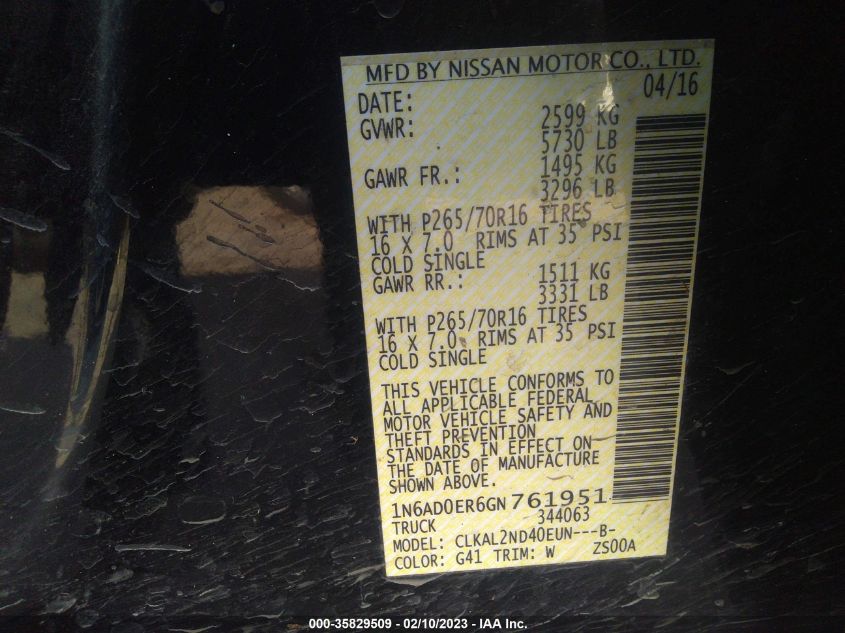 MFD BY NISSAN MOTOR CO., LTD.
DATE: 04/16
GVWR: 2599 KG
5730 LB
GAWR FR.: 1495 KG
3296 LB
WITH P265/70R16 TIRES
16 X 7.0 RIMS AT 35 PSI
COLD SINGLE
GAWR RR.: 1511 KG
3331 LB
WITH P265/70R16 TIRES
16 X 7.0 RIMS AT 35 PSI
COLD SINGLE
THIS VEHICLE CONFORMS TO
ALL APPLICABLE FEDERAL
MOTOR VEHICLE SAFETY AND
THEFT PREVENTION
STANDARDS IN EFFECT ON
THE DATE OF MANUFACTURE
SHOWN ABOVE.
1N6AD0ER6GN 761951
TRUCK 344063
MODEL: CLKAL2ND40EUN---B-
COLOR: G41 TRIM: W ZS00A
000-35829509 - 02/10/2023 - IAA Inc.